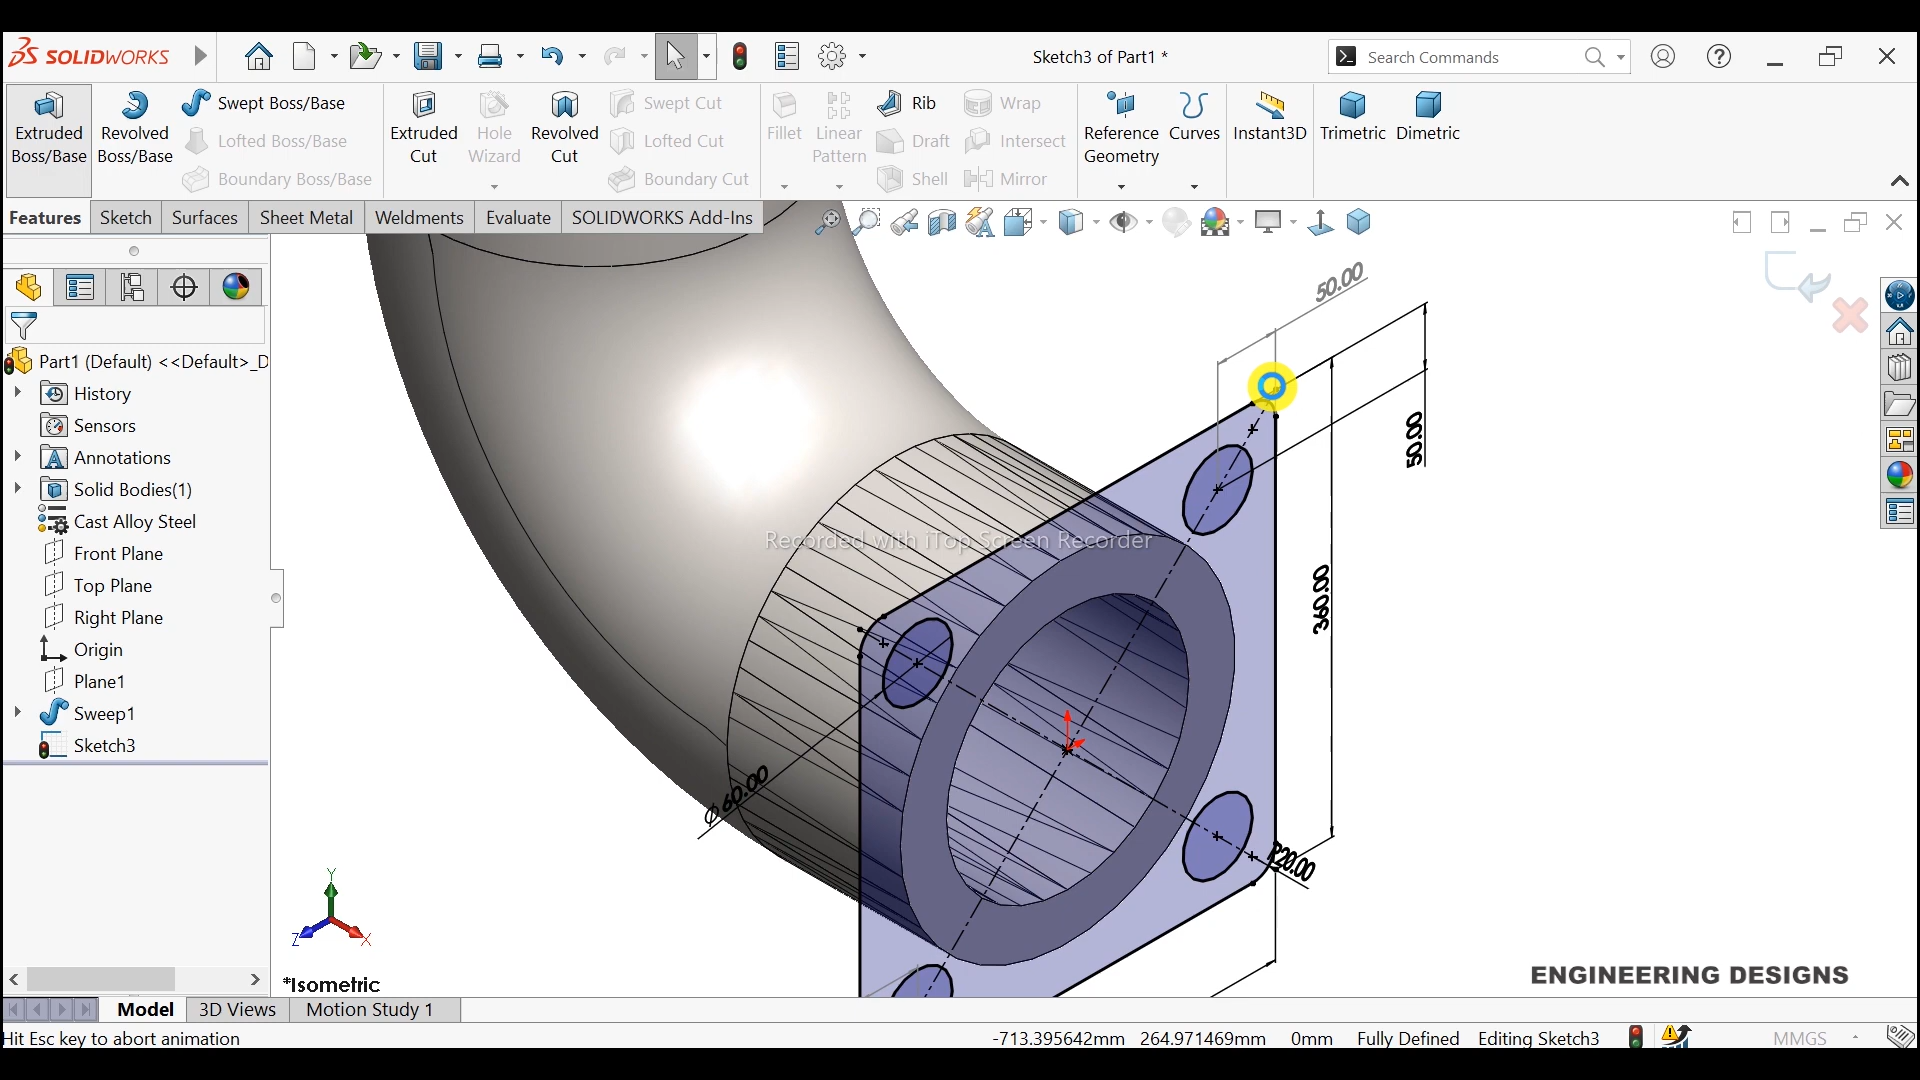 SOLIDWORKS
Sketch3 of Part1 *
Search Commands
Extruded Boss/Base
Revolved Boss/Base
Swept Boss/Base
Lofted Boss/Base
Boundary Boss/Base
Extruded Cut
Hole Wizard
Revolved Cut
Swept Cut
Lofted Cut
Boundary Cut
Fillet
Linear Pattern
Rib
Draft
Shell
Wrap
Intersect
Mirror
Reference Geometry
Curves
Instant3D
Trimetric
Dimetric
Features
Sketch
Surfaces
Sheet Metal
Weldments
Evaluate
SOLIDWORKS Add-Ins
Part1 (Default) <<Default>_D
History
Sensors
Annotations
Solid Bodies(1)
Cast Alloy Steel
Front Plane
Top Plane
Right Plane
Origin
Plane1
Sweep1
Sketch3
50.00
50.00
360.00
Recorded with iTop Screen Recorder
Ø 60.00
R20.00
Y
Z
X
*Isometric
ENGINEERING DESIGNS
Model
3D Views
Motion Study 1
Hit Esc key to abort animation
-713.395642mm
264.971469mm
0mm
Fully Defined
Editing Sketch3
MMGS